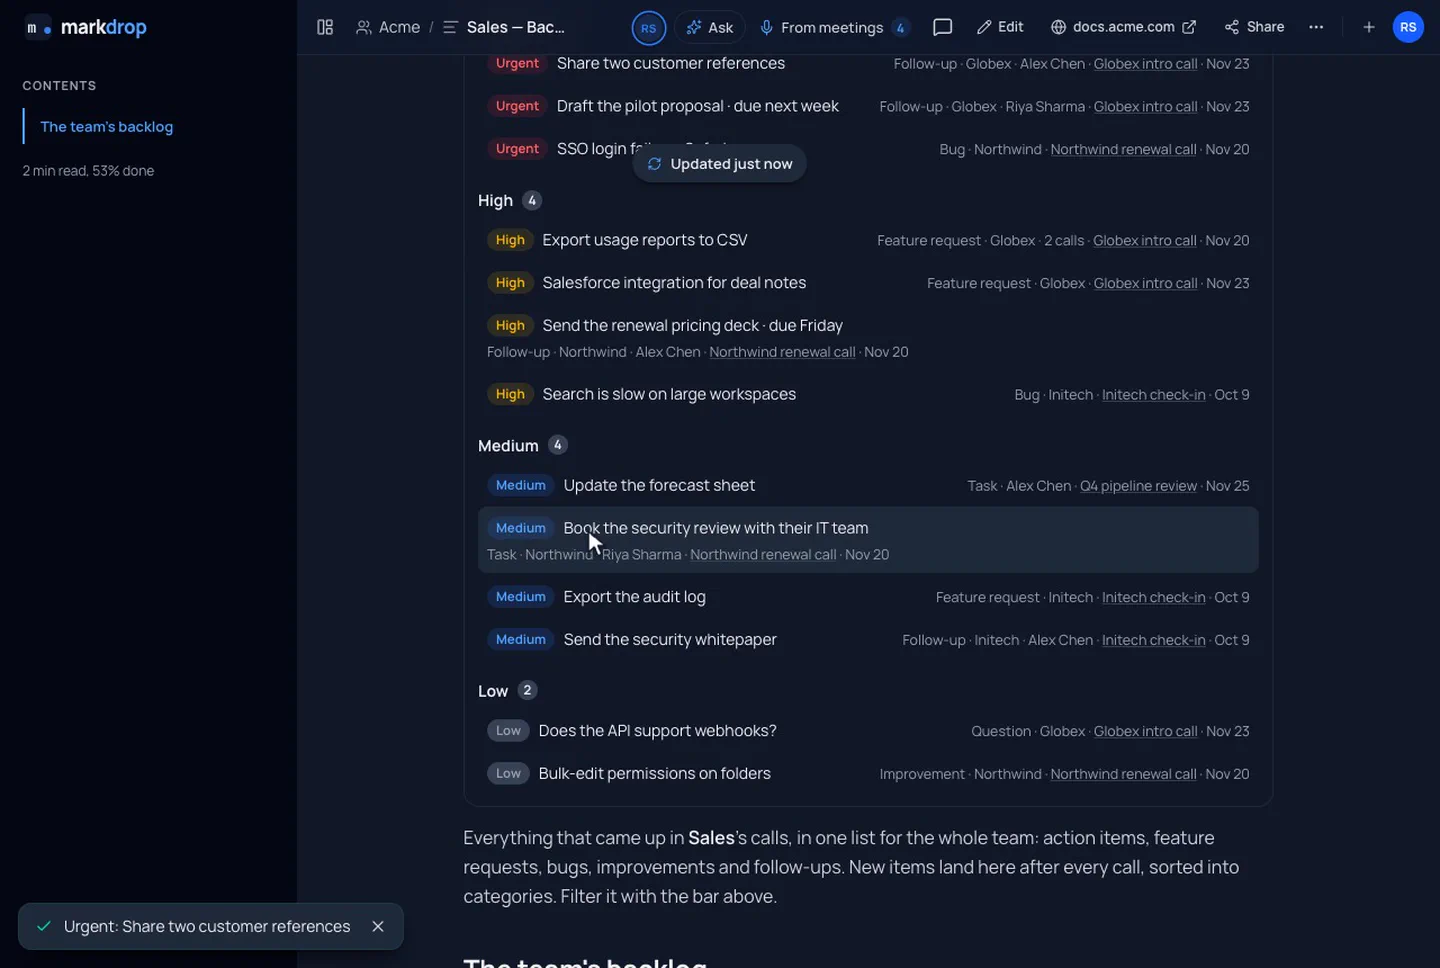 markdrop
Acme / Sales — Bac...
RS
Ask
From meetings 4
Edit
docs.acme.com
Share
RS
CONTENTS
The team's backlog
2 min read, 53% done
Urgent Share two customer references Follow-up · Globex · Alex Chen · Globex intro call · Nov 23
Urgent Draft the pilot proposal · due next week Follow-up · Globex · Riya Sharma · Globex intro call · Nov 23
Urgent SSO login Bug · Northwind · Northwind renewal call · Nov 20
Updated just now
High 4
High Export usage reports to CSV Feature request · Globex · 2 calls · Globex intro call · Nov 20
High Salesforce integration for deal notes Feature request · Globex · Globex intro call · Nov 23
High Send the renewal pricing deck · due Friday
Follow-up · Northwind · Alex Chen · Northwind renewal call · Nov 20
High Search is slow on large workspaces Bug · Initech · Initech check-in · Oct 9
Medium 4
Medium Update the forecast sheet Task · Alex Chen · Q4 pipeline review · Nov 25
Medium Book the security review with their IT team
Task · Northwind · Riya Sharma · Northwind renewal call · Nov 20
Medium Export the audit log Feature request · Initech · Initech check-in · Oct 9
Medium Send the security whitepaper Follow-up · Initech · Alex Chen · Initech check-in · Oct 9
Low 2
Low Does the API support webhooks? Question · Globex · Globex intro call · Nov 23
Low Bulk-edit permissions on folders Improvement · Northwind · Northwind renewal call · Nov 20
Everything that came up in Sales's calls, in one list for the whole team: action items, feature
requests, bugs, improvements and follow-ups. New items land here after every call, sorted into
categories. Filter it with the bar above.
Urgent: Share two customer references
The team's backlog